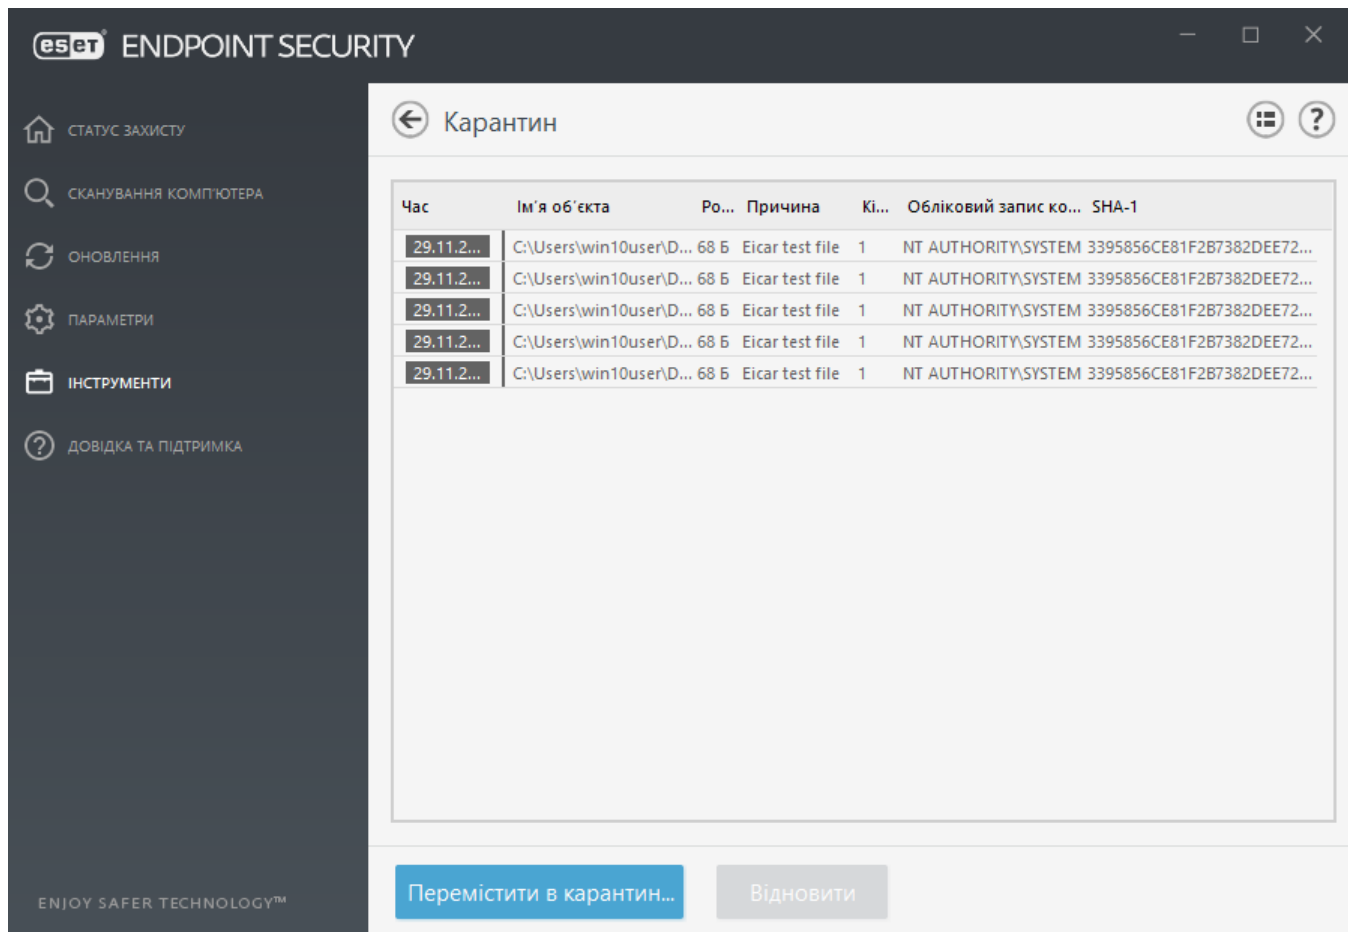 eset ENDPOINT SECURITY
СТАТУС ЗАХИСТУ
СКАНУВАННЯ КОМП'ЮТЕРА
ОНОВЛЕННЯ
ПАРАМЕТРИ
ІНСТРУМЕНТИ
ДОВІДКА ТА ПІДТРИМКА
ENJOY SAFER TECHNOLOGY™
Карантин
Час Ім'я об'єкта Ро... Причина Кі... Обліковий запис ко... SHA-1
29.11.2... C:\Users\win10user\D... 68 Б Eicar test file 1 NT AUTHORITY\SYSTEM 3395856CE81F2B7382DEE72...
29.11.2... C:\Users\win10user\D... 68 Б Eicar test file 1 NT AUTHORITY\SYSTEM 3395856CE81F2B7382DEE72...
29.11.2... C:\Users\win10user\D... 68 Б Eicar test file 1 NT AUTHORITY\SYSTEM 3395856CE81F2B7382DEE72...
29.11.2... C:\Users\win10user\D... 68 Б Eicar test file 1 NT AUTHORITY\SYSTEM 3395856CE81F2B7382DEE72...
29.11.2... C:\Users\win10user\D... 68 Б Eicar test file 1 NT AUTHORITY\SYSTEM 3395856CE81F2B7382DEE72...
Перемістити в карантин... Відновити